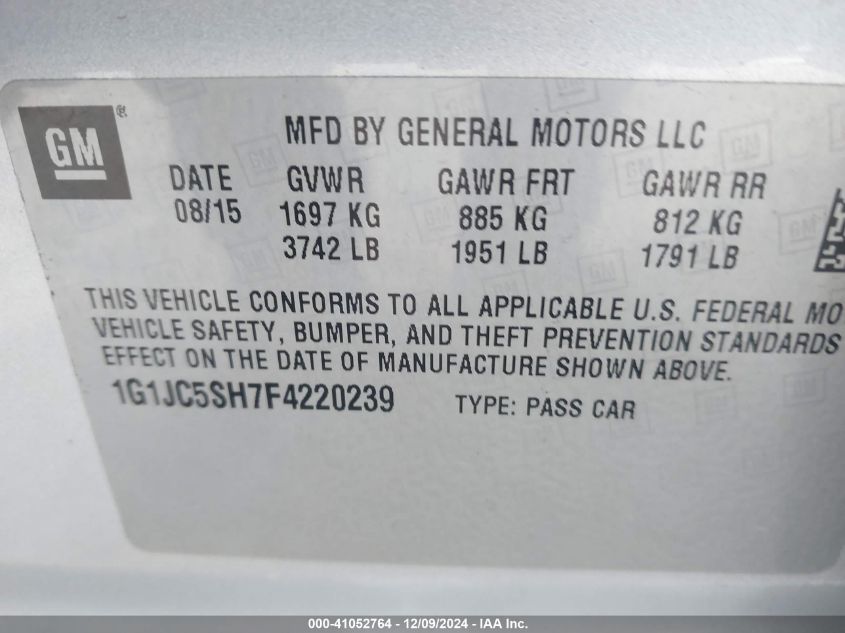 GM ®
MFD BY GENERAL MOTORS LLC
DATE GVWR GAWR FRT GAWR RR
08/15 1697 KG 885 KG 812 KG
3742 LB 1951 LB 1791 LB
THIS VEHICLE CONFORMS TO ALL APPLICABLE U.S. FEDERAL MO
VEHICLE SAFETY, BUMPER, AND THEFT PREVENTION STANDARDS
EFFECT ON THE DATE OF MANUFACTURE SHOWN ABOVE.
1G1JC5SH7F4220239 TYPE: PASS CAR
000-41052764 - 12/09/2024 - IAA Inc.